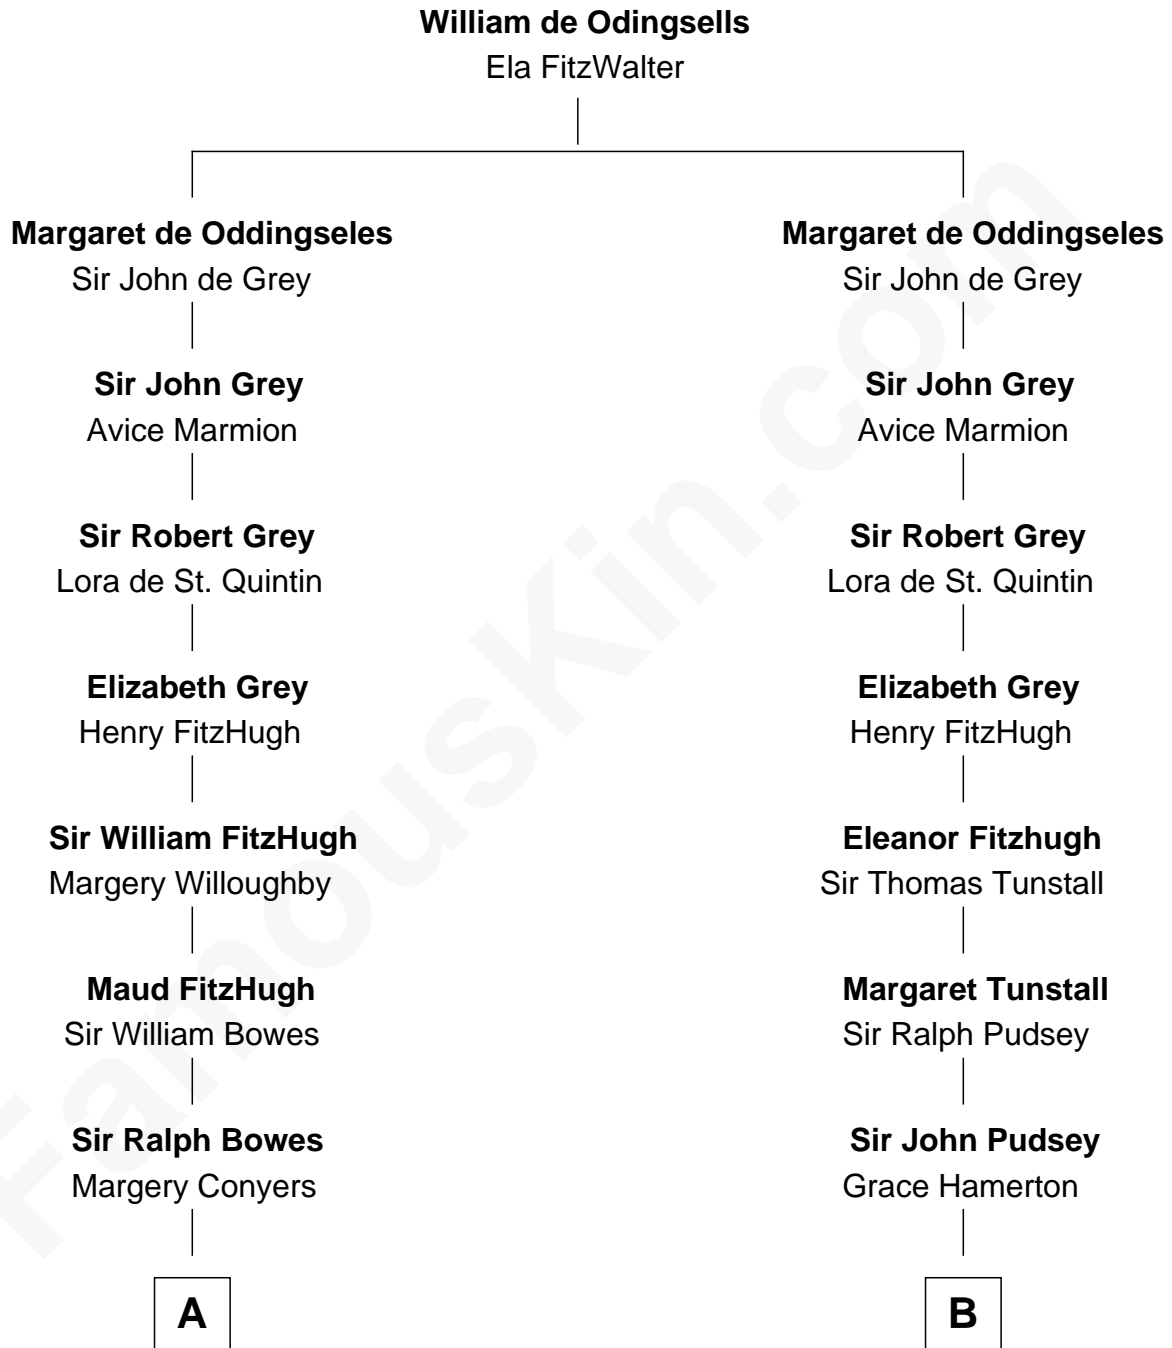 William de Odingsells
Ela FitzWalter
Margaret de Oddingseles
Sir John de Grey
Sir John Grey
Avice Marmion
Sir Robert Grey
Lora de St. Quintin
Elizabeth Grey
Henry FitzHugh
Sir William FitzHugh
Margery Willoughby
Maud FitzHugh
Sir William Bowes
Sir Ralph Bowes
Margery Conyers
A
Margaret de Oddingseles
Sir John de Grey
Sir John Grey
Avice Marmion
Sir Robert Grey
Lora de St. Quintin
Elizabeth Grey
Henry FitzHugh
Eleanor Fitzhugh
Sir Thomas Tunstall
Margaret Tunstall
Sir Ralph Pudsey
Sir John Pudsey
Grace Hamerton
B
FamousKin.com